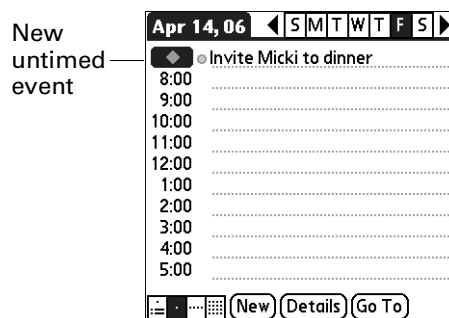 New
untimed
event
Apr 14, 06 S M T W T F S
Invite Micki to dinner
8:00
9:00
10:00
11:00
12:00
1:00
2:00
3:00
4:00
5:00
New Details Go To